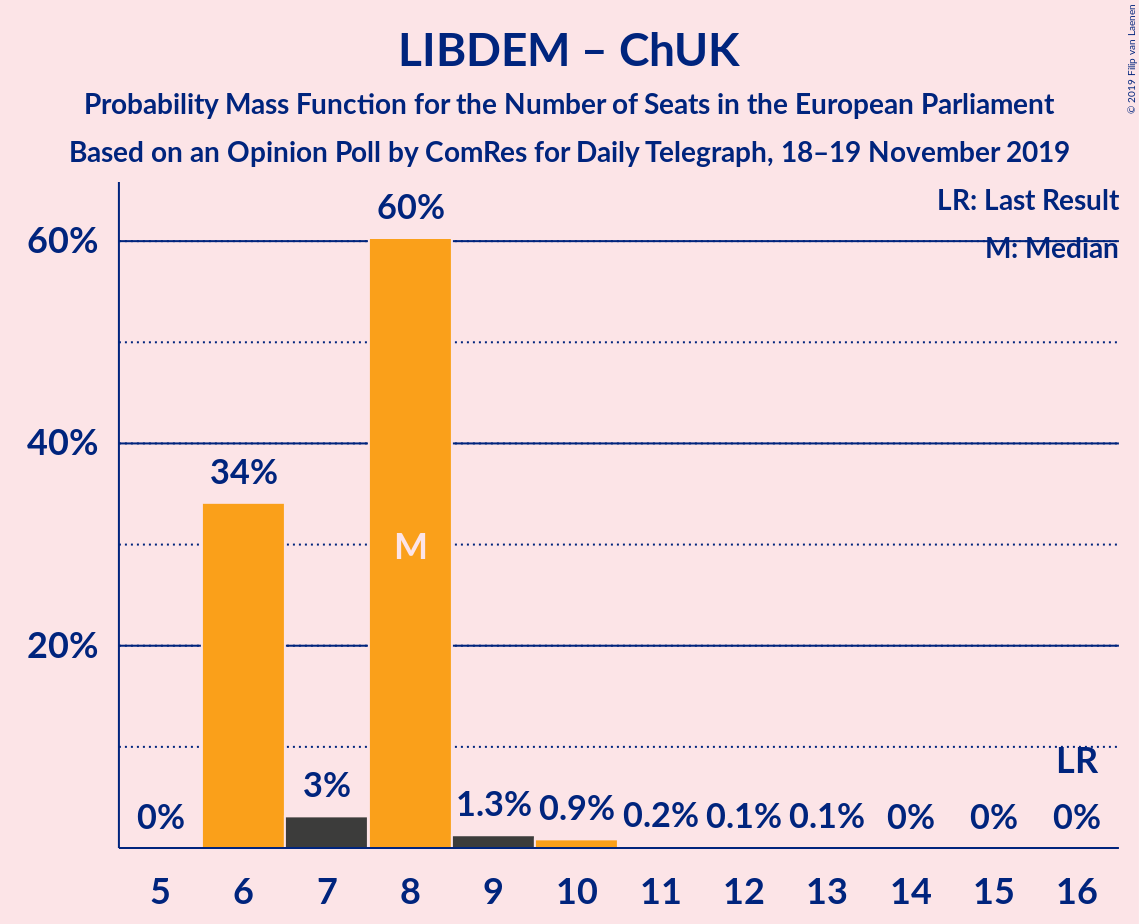 LIBDEM – ChUK
Probability Mass Function for the Number of Seats in the European Parliament
Based on an Opinion Poll by ComRes for Daily Telegraph, 18–19 November 2019
© 2019 Filip van Laenen
LR: Last Result
M: Median
60%
40%
20%
0%
34%
3%
60%
M
1.3%
0.9%
0.2%
0.1%
0.1%
0%
0%
LR
0%
5 6 7 8 9 10 11 12 13 14 15 16